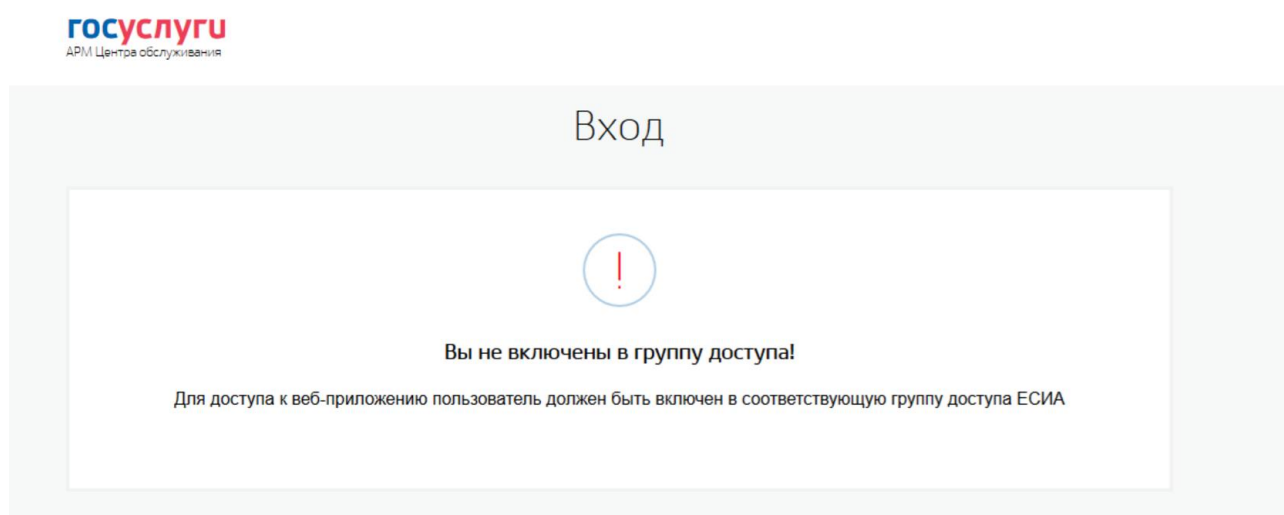 госуслуги
АРМ Центра обслуживания
Вход
!
Вы не включены в группу доступа!
Для доступа к веб-приложению пользователь должен быть включен в соответствующую группу доступа ЕСИА